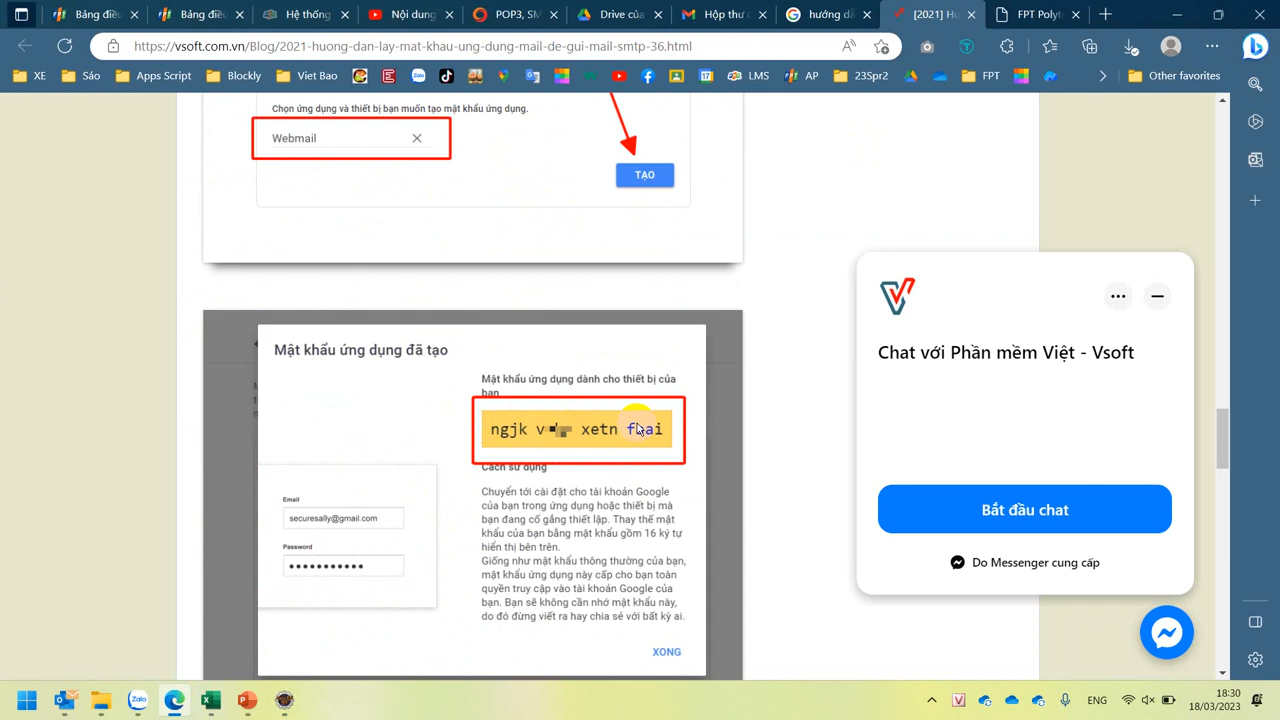 Bảng điều
Bảng điều
Hệ thống
Nội dung
POP3, SM
Drive của
Hộp thư
hướng dẫ
[2021] Hu
FPT Polyt
https://vsoft.com.vn/Blog/2021-huong-dan-lay-mat-khau-ung-dung-mail-de-gui-mail-smtp-36.html
XE
Sáo
Apps Script
Blockly
Viet Bao
LMS
AP
23Spr2
FPT
Other favorites
Chọn ứng dụng và thiết bị bạn muốn tạo mật khẩu ứng dụng.
Webmail
TẠO
Mật khẩu ứng dụng đã tạo
Mật khẩu ứng dụng dành cho thiết bị của
bạn
ngjk v xetn
Cách sử dụng
Chuyển tới cài đặt cho tài khoản Google
của bạn trong ứng dụng hoặc thiết bị mà
bạn đang cố gắng thiết lập. Thay thế mật
khẩu của bạn bằng mật khẩu gồm 16 ký tự
hiển thị bên trên.
Giống như mật khẩu thông thường của bạn,
mật khẩu ứng dụng này cấp cho bạn toàn
quyền truy cập vào tài khoản Google của
bạn. Bạn sẽ không cần nhớ mật khẩu này,
do đó đừng viết ra hay chia sẻ với bất kỳ ai.
Email
securesally@gmail.com
Password
XONG
Chat với Phần mềm Việt - Vsoft
Bắt đầu chat
Do Messenger cung cấp
ENG
18:30
18/03/2023